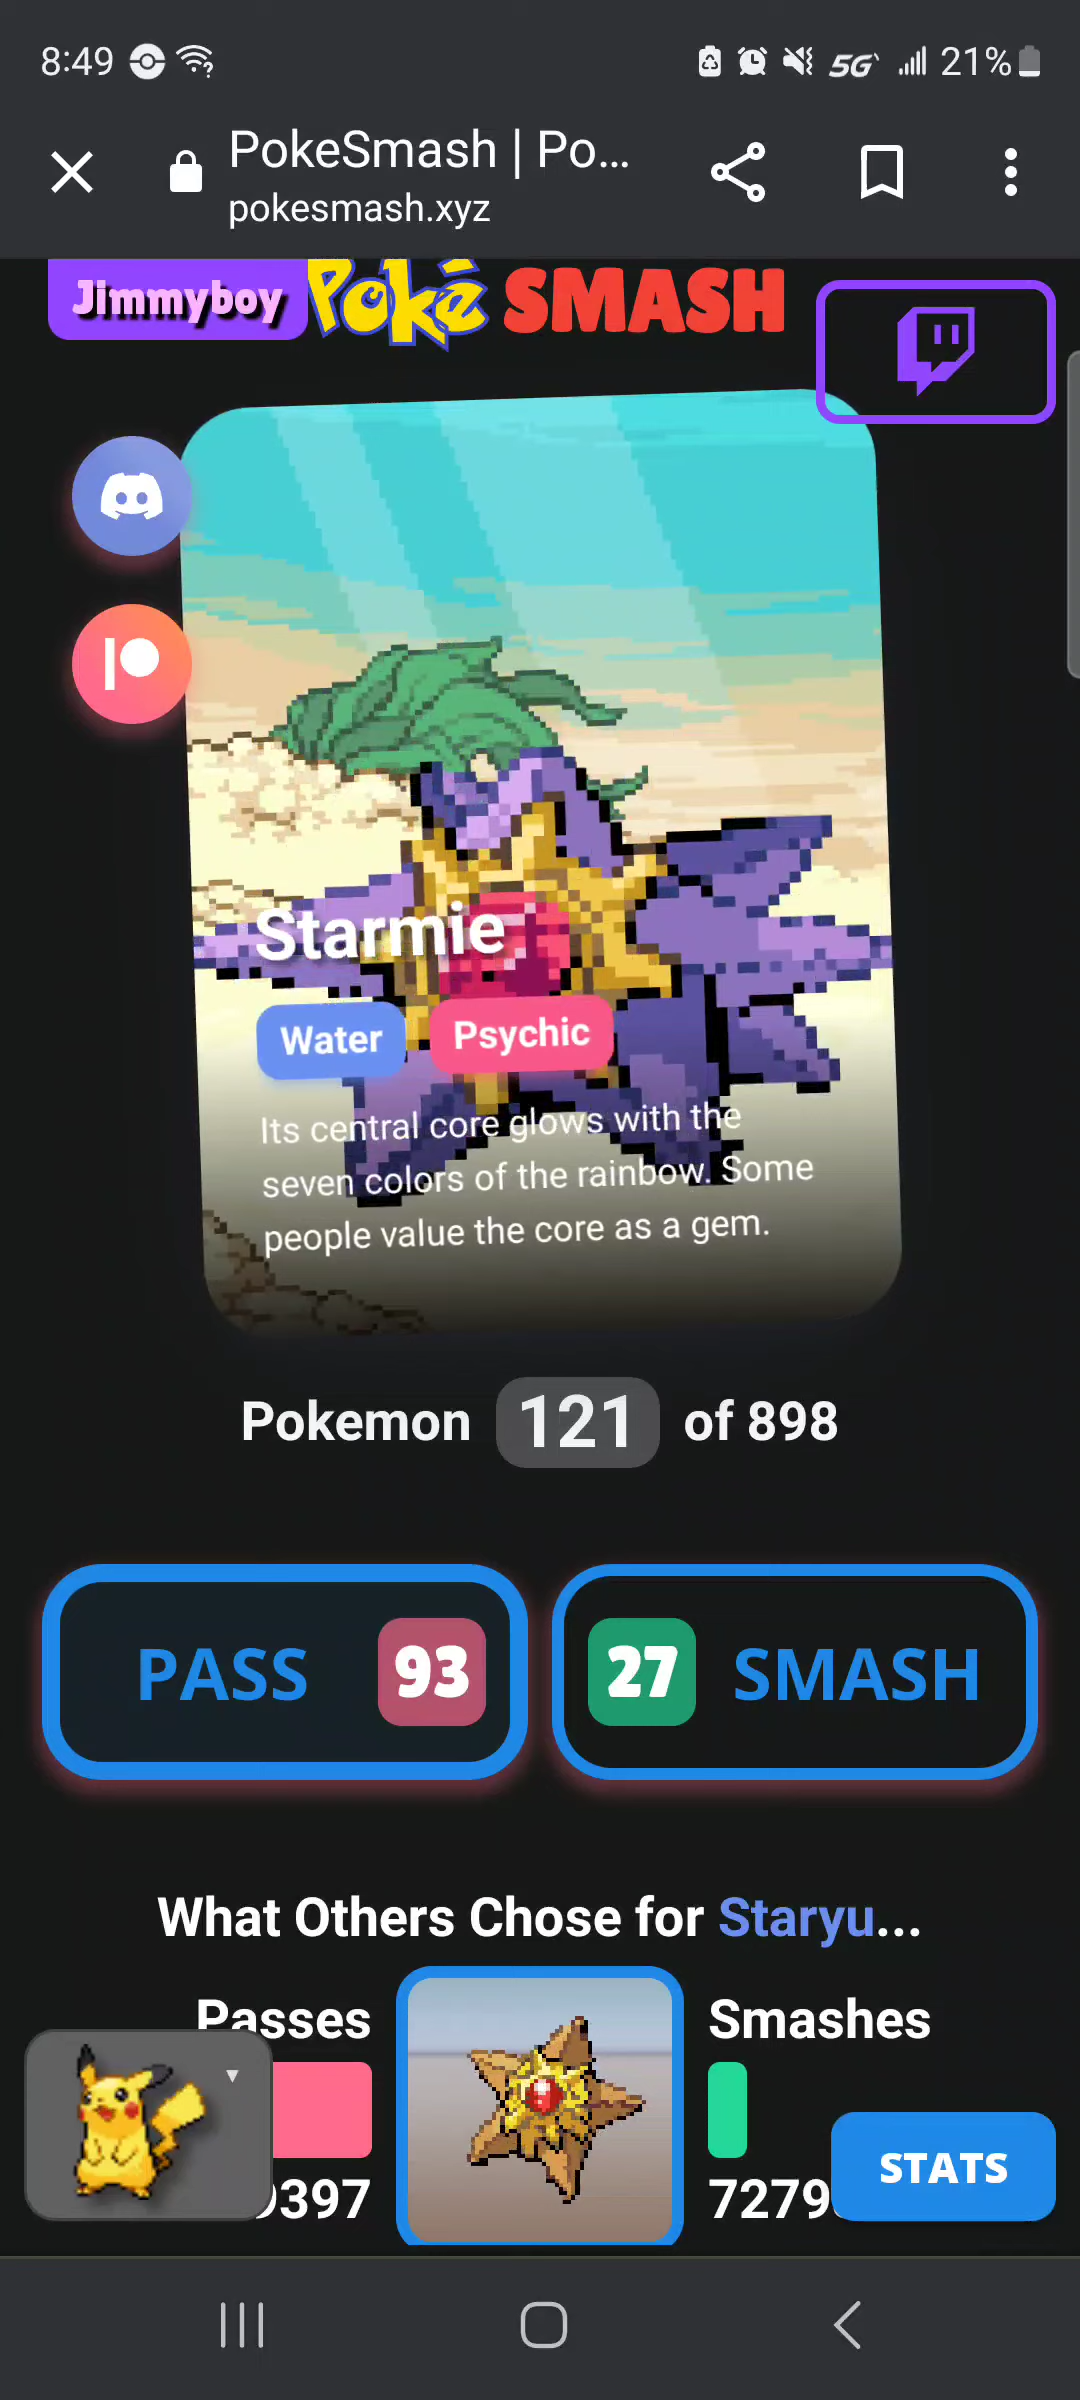 8:49
5G
21%
PokeSmash | Po...
pokesmash.xyz
Jimmyboy
Poké SMASH
Starmie
Water
Psychic
Its central core glows with the
seven colors of the rainbow. Some
people value the core as a gem.
Pokemon 121 of 898
PASS 93
27 SMASH
What Others Chose for Staryu...
Passes
Smashes
397
7279
STATS